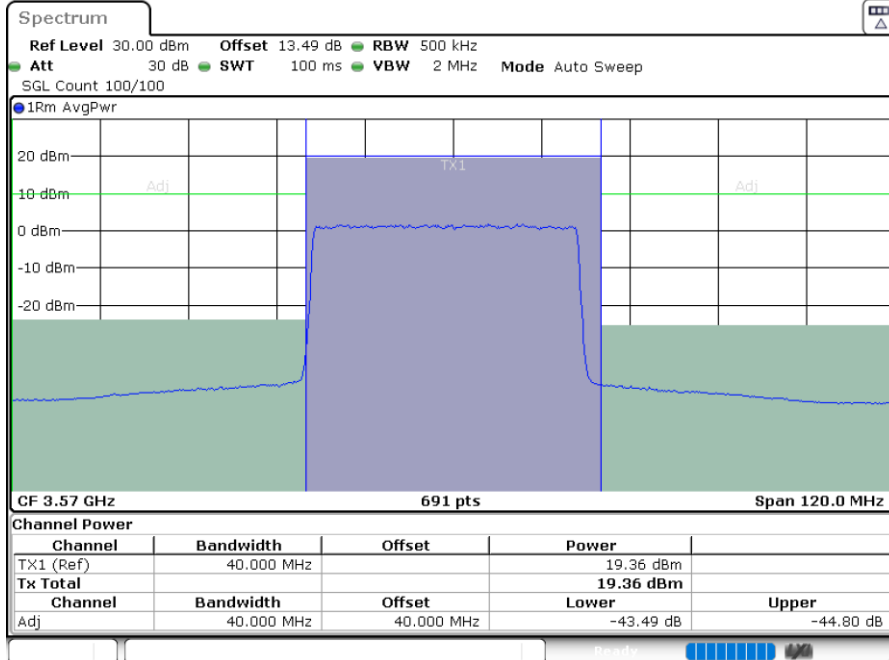 Spectrum
Ref Level 30.00 dBm Offset 13.49 dB RBW 500 kHz
Att 30 dB SWT 100 ms VBW 2 MHz Mode Auto Sweep
SGL Count 100/100
1Rm AvgPwr
TX1
20 dBm
Adj Adj
10 dBm
0 dBm
-10 dBm
-20 dBm
CF 3.57 GHz 691 pts Span 120.0 MHz
Channel Power
Channel Bandwidth Offset Power
TX1 (Ref) 40.000 MHz 19.36 dBm
Tx Total 19.36 dBm
Channel Bandwidth Offset Lower Upper
Adj 40.000 MHz 40.000 MHz -43.49 dB -44.80 dB
Ready